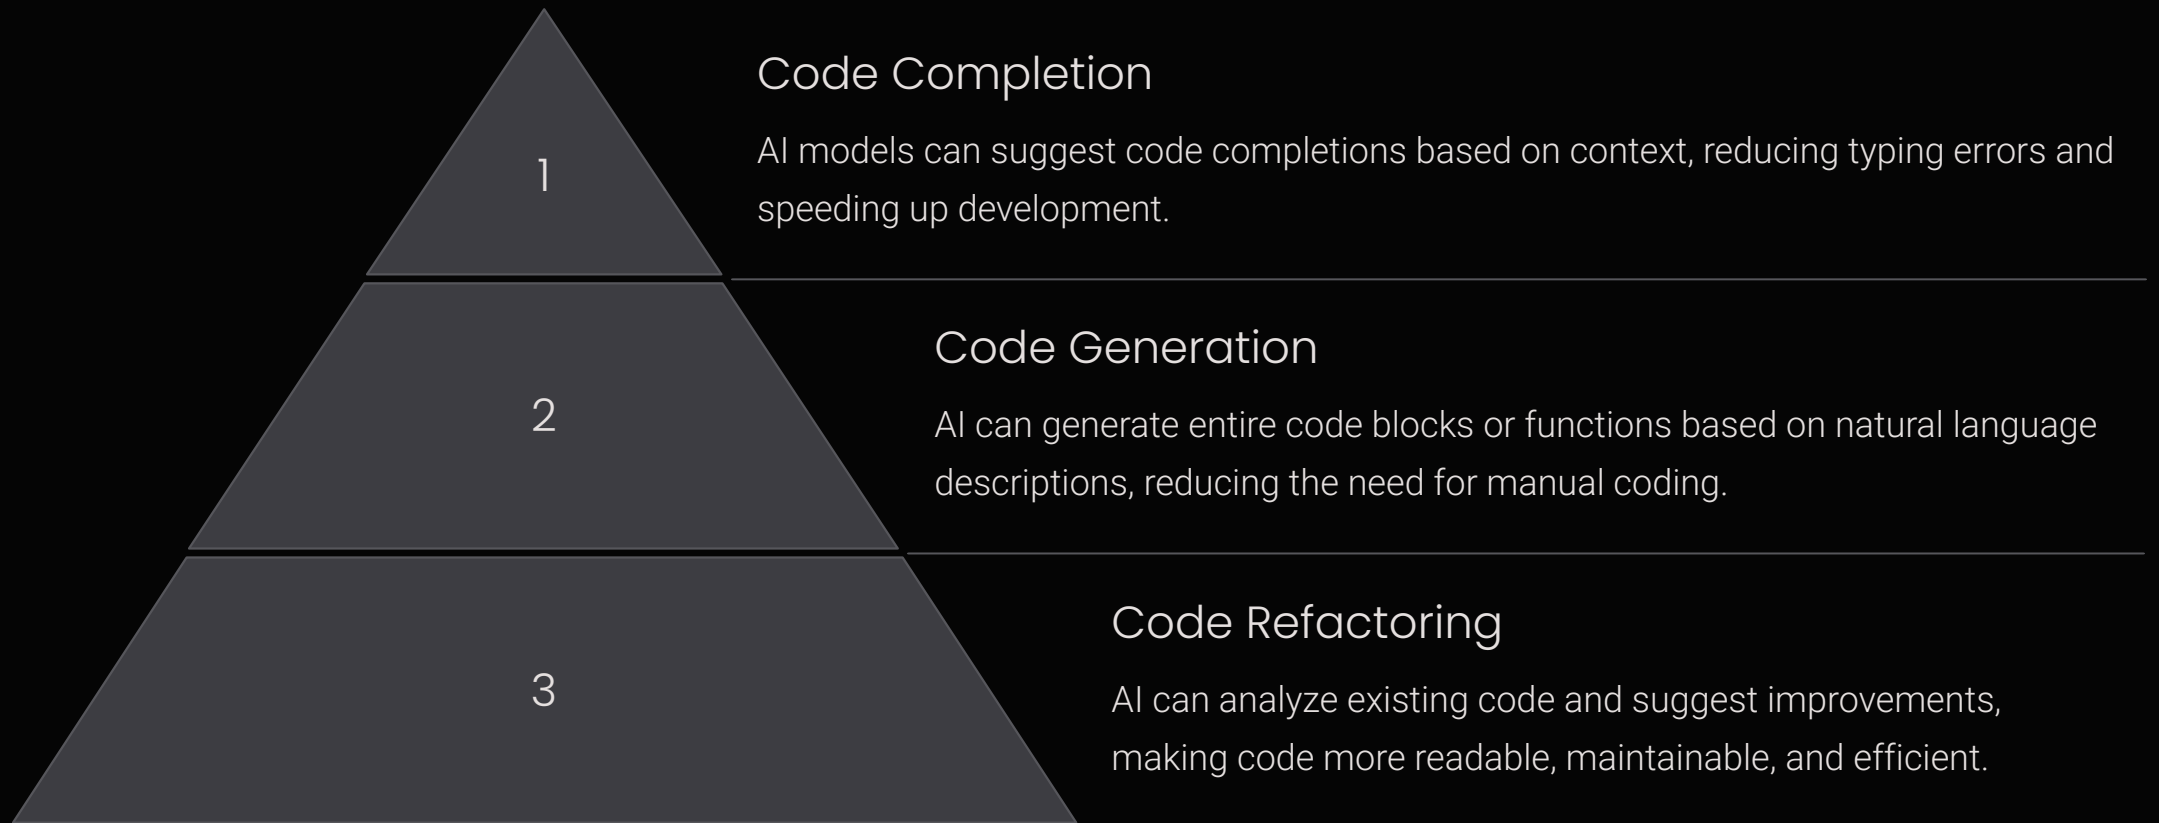 1
Code Completion
AI models can suggest code completions based on context, reducing typing errors and
speeding up development.
2
Code Generation
AI can generate entire code blocks or functions based on natural language
descriptions, reducing the need for manual coding.
3
Code Refactoring
AI can analyze existing code and suggest improvements,
making code more readable, maintainable, and efficient.